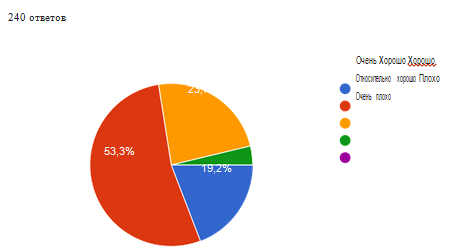 240 ответов
Очень Хорошо Хорошо
Относительно хорошо Плохо
Очень плохо
53,3%
19,2%